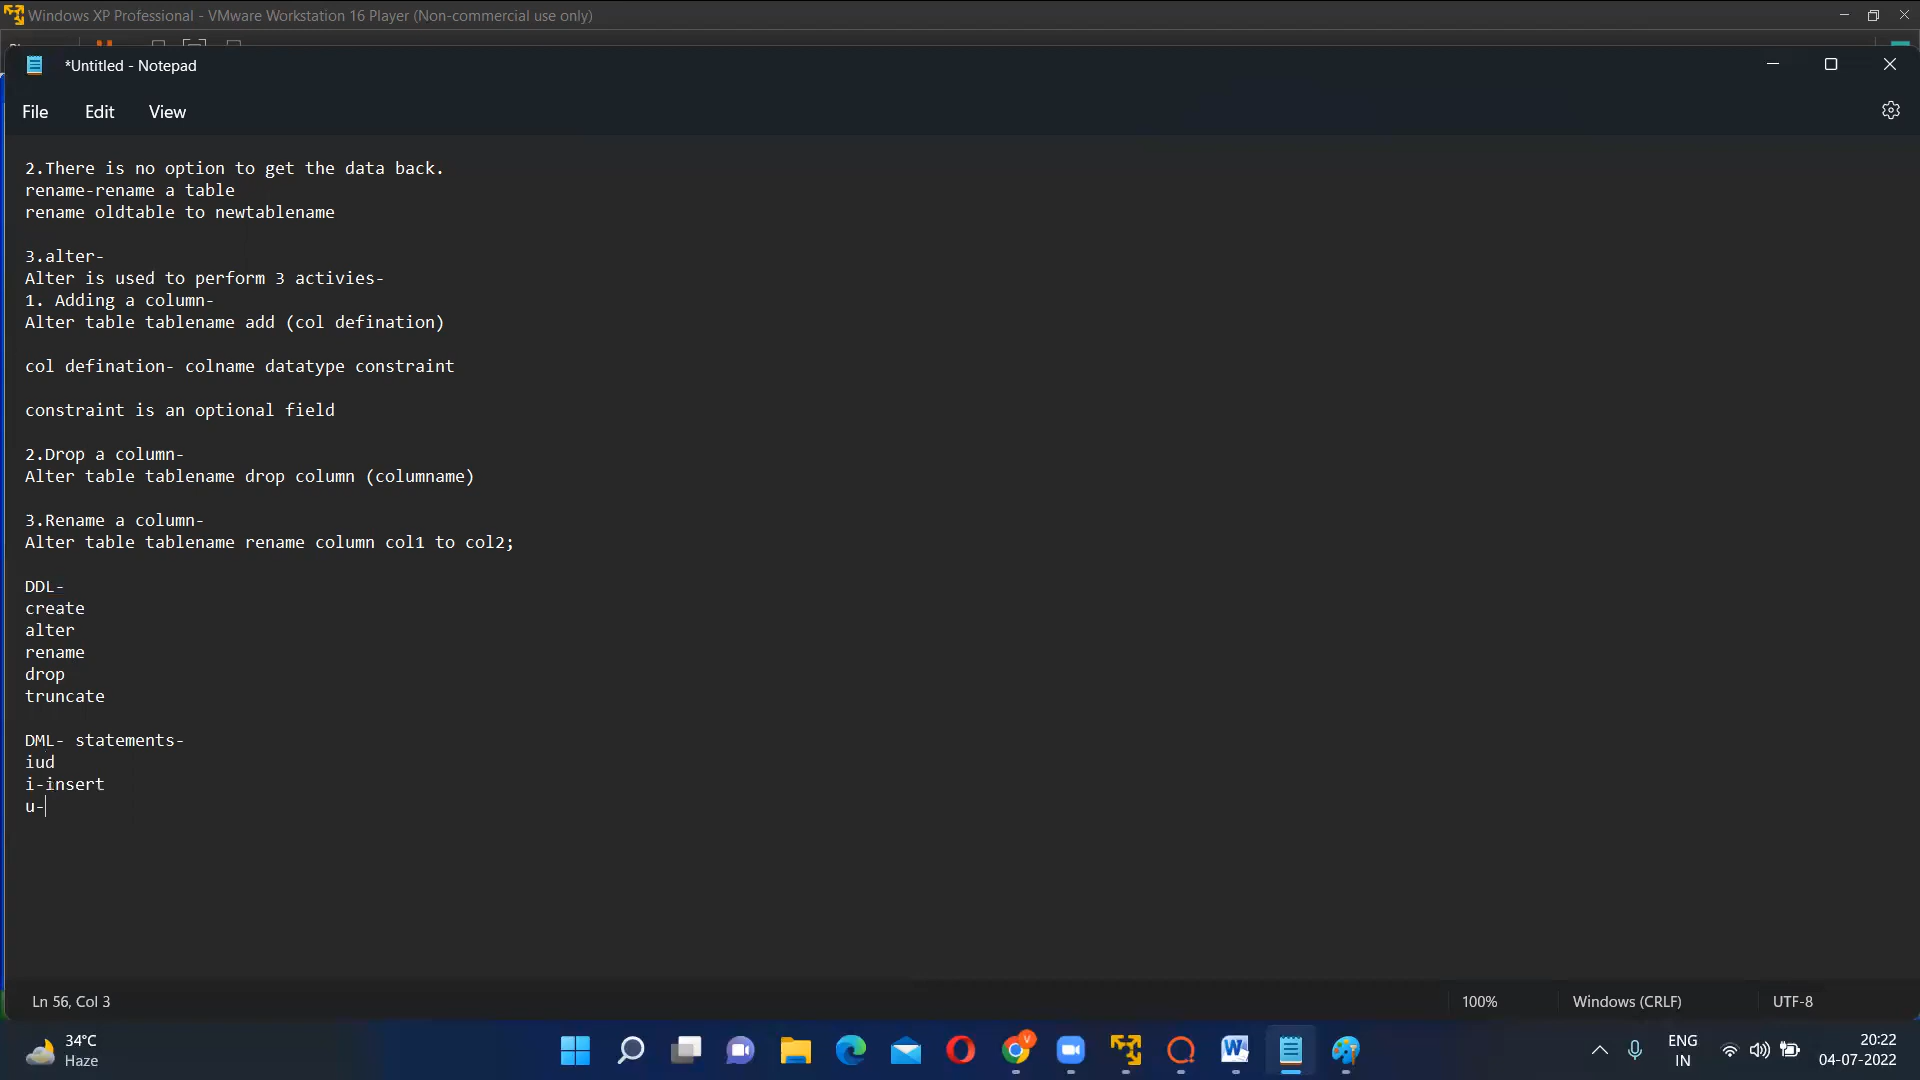 Windows XP Professional - VMware Workstation 16 Player (Non-commercial use only)
*Untitled - Notepad
File Edit View
2.There is no option to get the data back.
rename-rename a table
rename oldtable to newtablename
3.alter-
Alter is used to perform 3 activies-
1. Adding a column-
Alter table tablename add (col defination)
col defination- colname datatype constraint
constraint is an optional field
2.Drop a column-
Alter table tablename drop column (columname)
3.Rename a column-
Alter table tablename rename column col1 to col2;
DDL-
create
alter
rename
drop
truncate
DML- statements-
iud
i-insert
u-
Ln 56, Col 3 100% Windows (CRLF) UTF-8
34°C
Haze
V
W
ENG
IN
20:22
04-07-2022